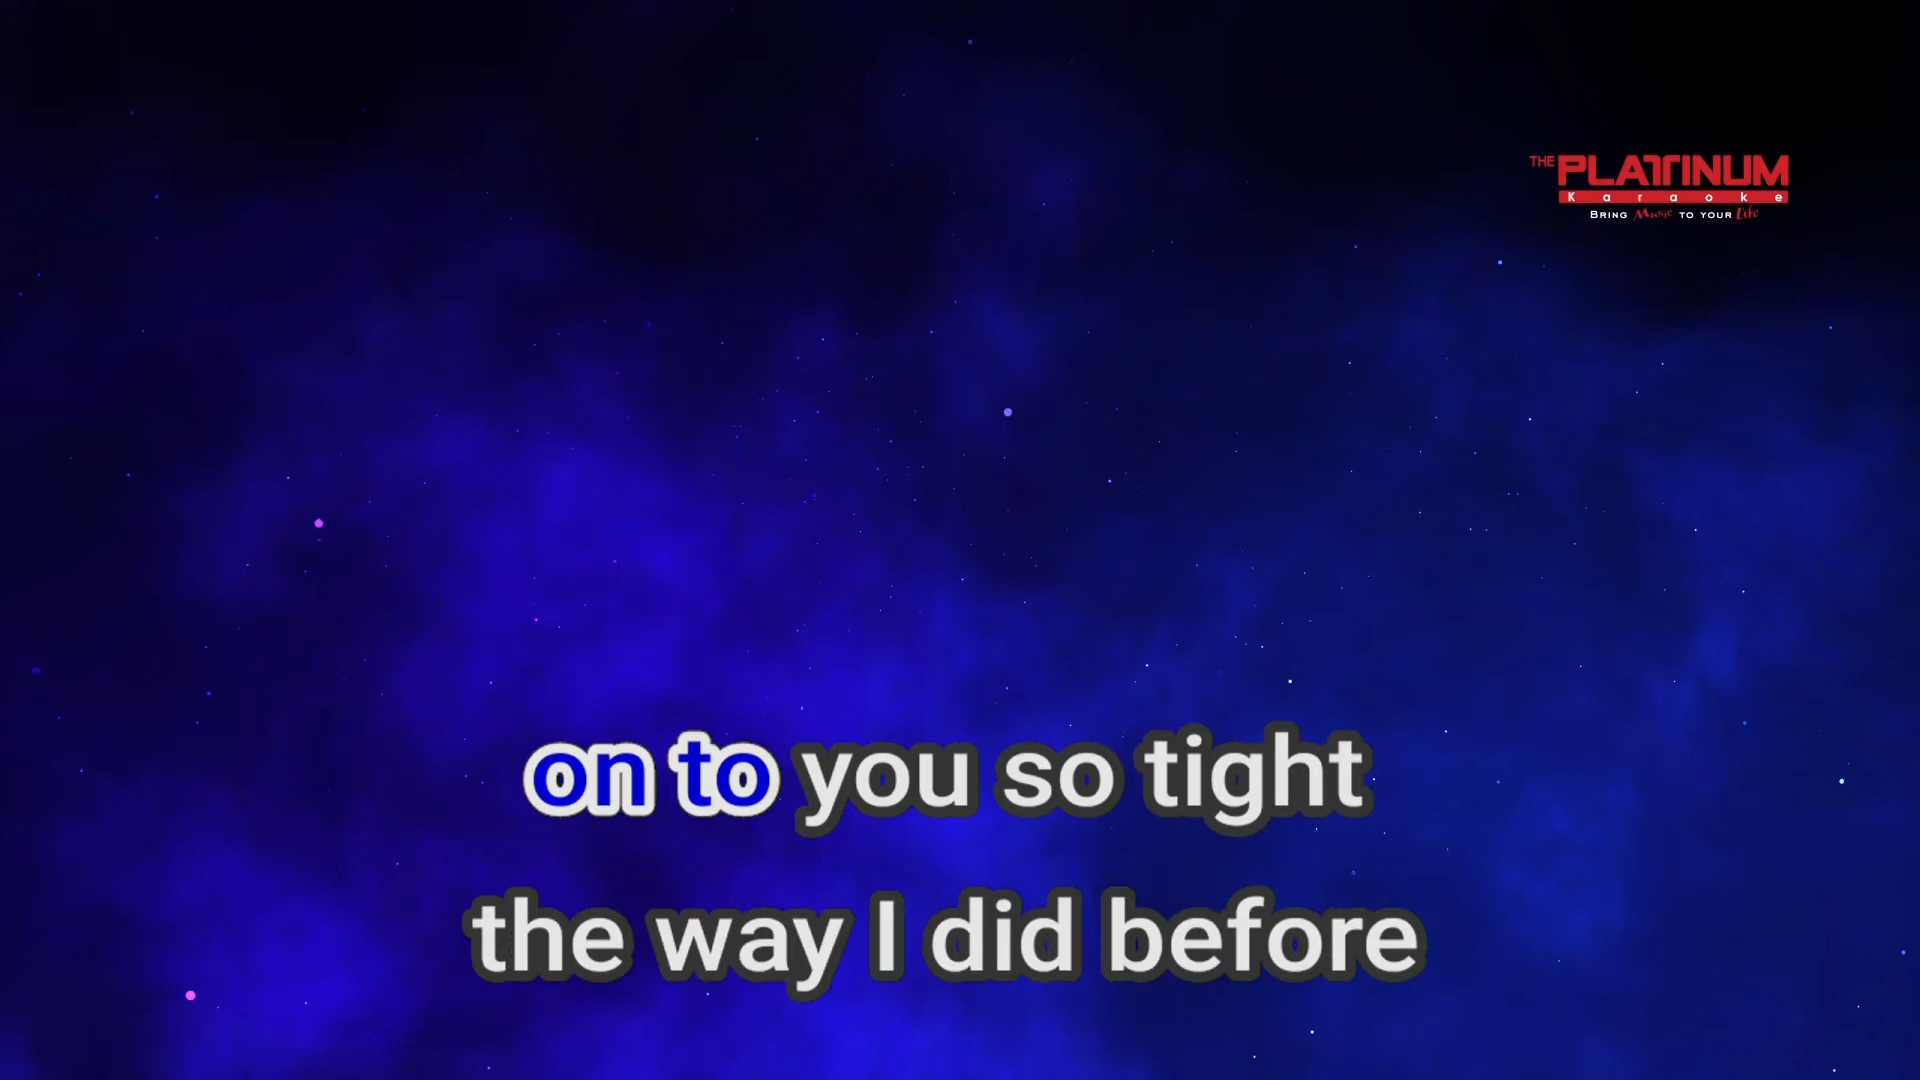 THE PLATINUM
Karaoke
BRING Music TO YOUR Life
on to you so tight
the way I did before